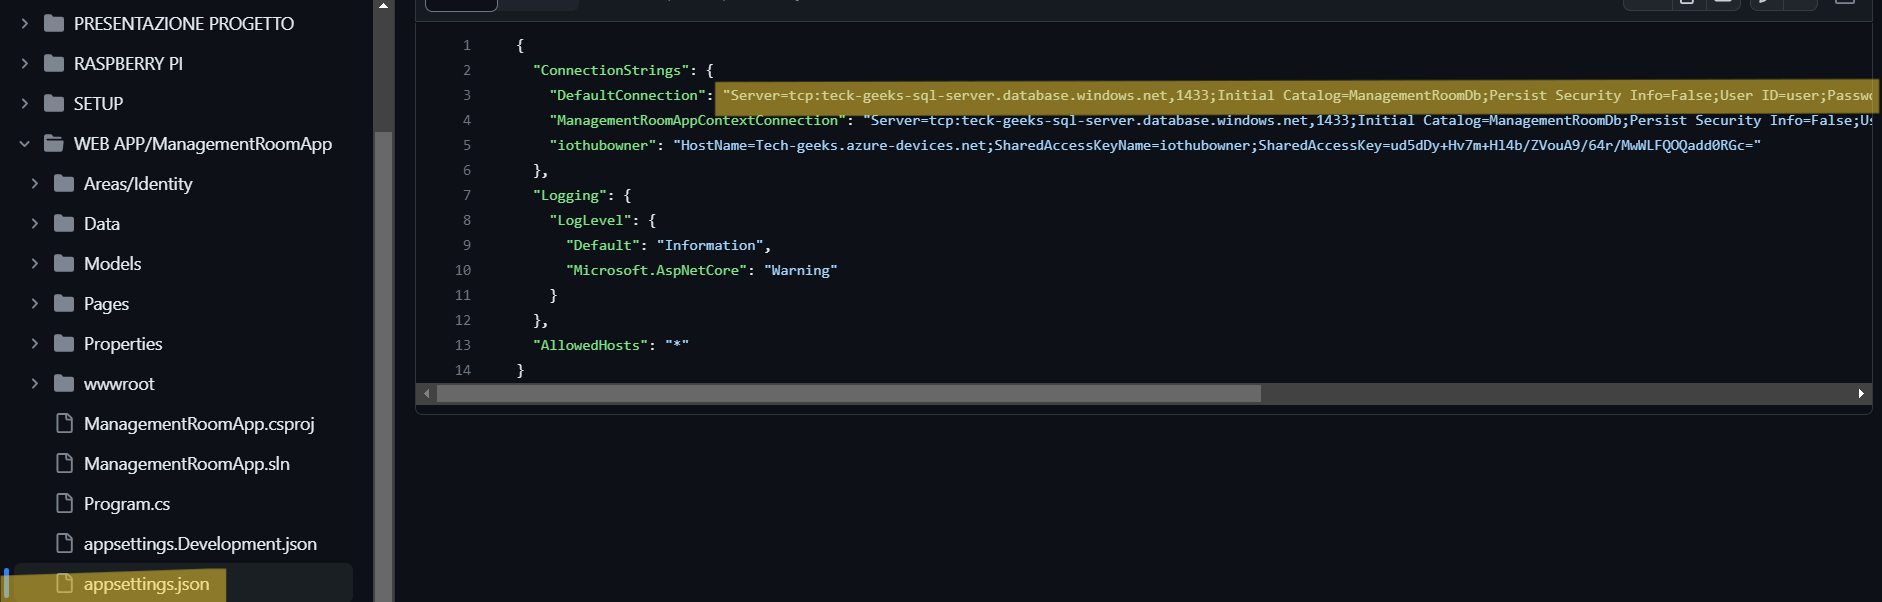 PRESENTAZIONE PROGETTO
RASPBERRY PI
SETUP
WEB APP/ManagementRoomApp
Areas/Identity
Data
Models
Pages
Properties
wwwroot
ManagementRoomApp.csproj
ManagementRoomApp.sln
Program.cs
appsettings.Development.json
appsettings.json
1 {
2 "ConnectionStrings": {
3 "DefaultConnection": "Server=tcp:teck-geeks-sql-server.database.windows.net,1433;Initial Catalog=ManagementRoomDb;Persist Security Info=False;User ID=user;Passwo
4 "ManagementRoomAppContextConnection": "Server=tcp:teck-geeks-sql-server.database.windows.net,1433;Initial Catalog=ManagementRoomDb;Persist Security Info=False;Us
5 "iothubowner": "HostName=Tech-geeks.azure-devices.net;SharedAccessKeyName=iothubowner;SharedAccessKey=ud5dDy+Hv7m+Hl4b/ZVouA9/64r/MwWLFQOQadd0RGc="
6 },
7 "Logging": {
8 "LogLevel": {
9 "Default": "Information",
10 "Microsoft.AspNetCore": "Warning"
11 }
12 },
13 "AllowedHosts": "*"
14 }